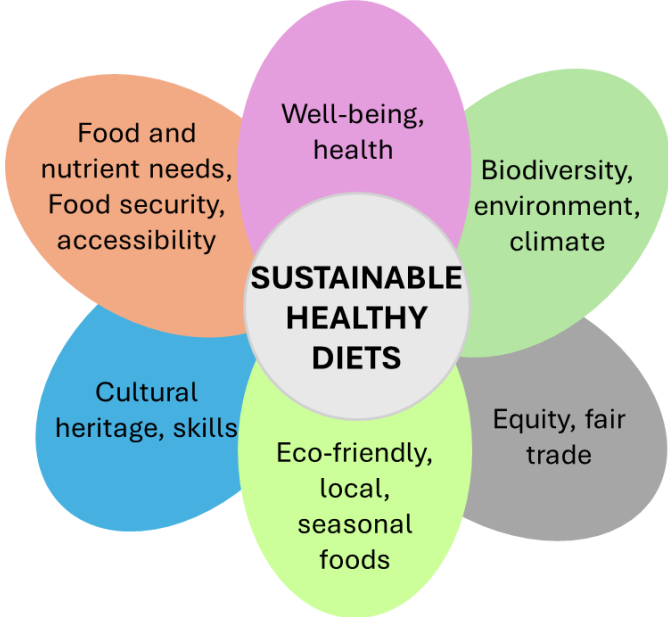 Well-being,
health
Biodiversity,
environment,
climate
Equity, fair
trade
Eco-friendly,
local,
seasonal
foods
Cultural
heritage, skills
Food and
nutrient needs,
Food security,
accessibility
SUSTAINABLE
HEALTHY
DIETS